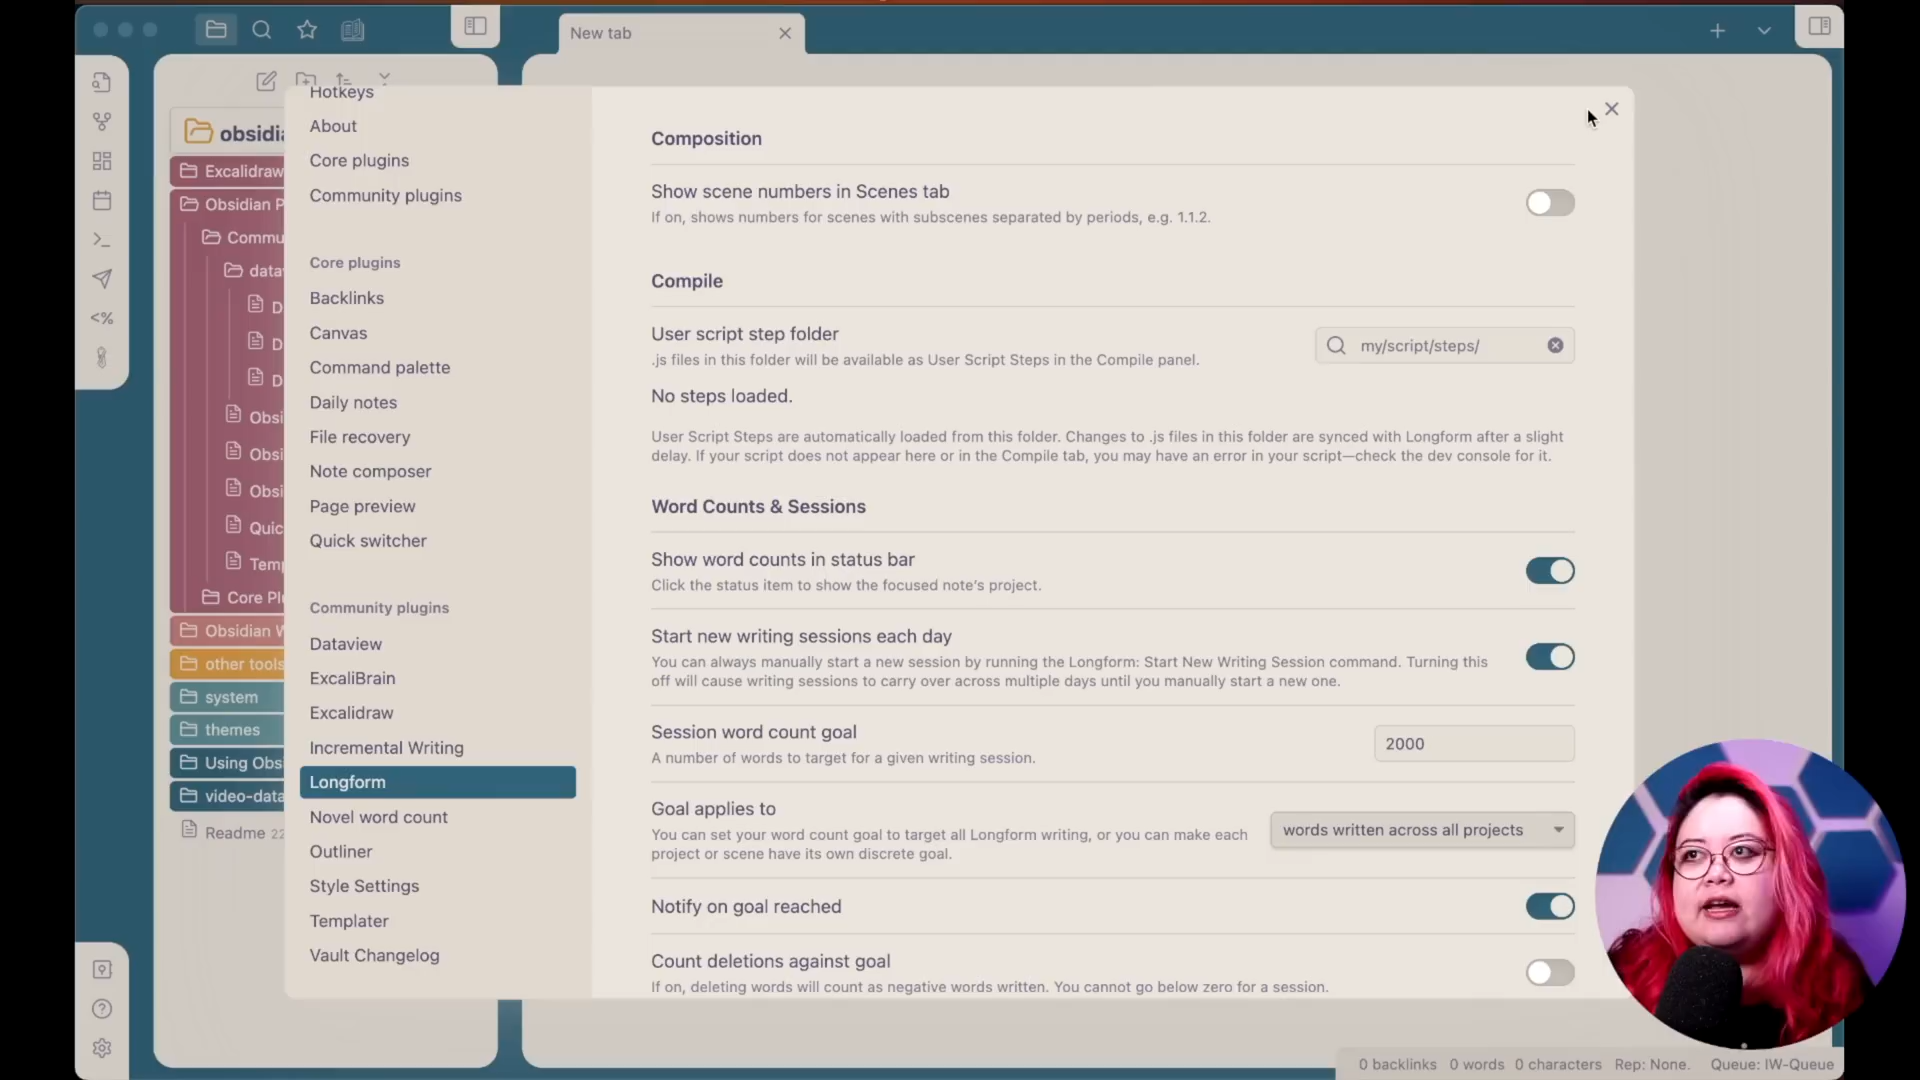 New tab
obsidi
Excalidraw
Obsidian P
Commu
data
D
D
D
Obsi
Obsi
Obsi
Quic
Temp
Core Pl
Obsidian W
other tools
system
themes
Using Obs
video-data
Readme 22
<%
Hotkeys
About
Core plugins
Community plugins
Core plugins
Backlinks
Canvas
Command palette
Daily notes
File recovery
Note composer
Page preview
Quick switcher
Community plugins
Dataview
ExcaliBrain
Excalidraw
Incremental Writing
Longform
Novel word count
Outliner
Style Settings
Templater
Vault Changelog
Composition
Show scene numbers in Scenes tab
If on, shows numbers for scenes with subscenes separated by periods, e.g. 1.1.2.
Compile
User script step folder
.js files in this folder will be available as User Script Steps in the Compile panel.
my/script/steps/
No steps loaded.
User Script Steps are automatically loaded from this folder. Changes to .js files in this folder are synced with Longform after a slight
delay. If your script does not appear here or in the Compile tab, you may have an error in your script—check the dev console for it.
Word Counts & Sessions
Show word counts in status bar
Click the status item to show the focused note's project.
Start new writing sessions each day
You can always manually start a new session by running the Longform: Start New Writing Session command. Turning this
off will cause writing sessions to carry over across multiple days until you manually start a new one.
Session word count goal
A number of words to target for a given writing session.
2000
Goal applies to
You can set your word count goal to target all Longform writing, or you can make each
project or scene have its own discrete goal.
words written across all projects
Notify on goal reached
Count deletions against goal
If on, deleting words will count as negative words written. You cannot go below zero for a session.
0 backlinks 0 words 0 characters Rep: None. Queue: IW-Queue